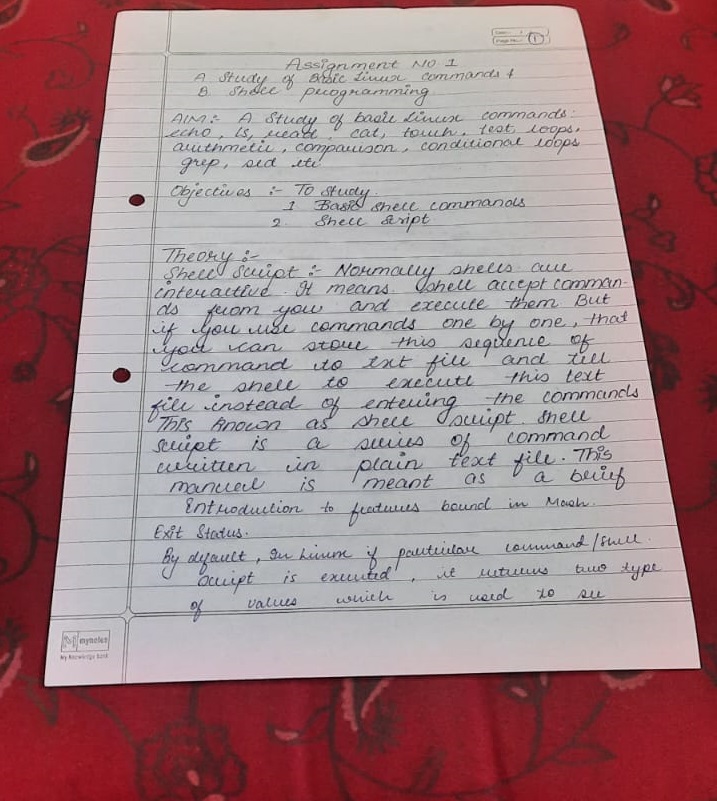 Date:-
Page No:- 1
Assignment No 1
A. Study of Basic Linux commands &
B. Shell programming
AIM:- A Study of basic Linux commands:
echo, ls, read, cat, touch, test, loops,
arithmetic, comparison, conditional loops
grep, sed etc
Objectives :- To Study.
1 Basic shell commands
2. Shell Script
Theory :-
Shell Script :- Normally shells are
interactive. It means shell accept comman-
ds from you and execute them But
if you use commands one by one, that
you can store this sequence of
command to txt file and tell
the shell to execute this text
file instead of entering the commands
This known as shell script. Shell
script is a series of command
written in plain text file. This
manual is meant as a brief
Introduction to features bound in Mash.
Exit Status.
By default, In Linux if particular command/shell
script is executed, it returns two type
of values which is used to see
mynotes
My Knowledge Bank